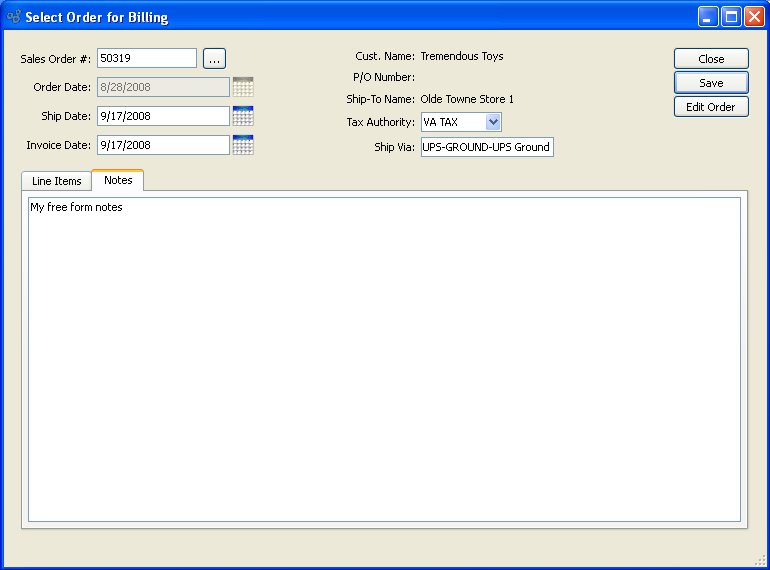 Select Order for Billing
Sales Order #: 50319 ...
Order Date: 8/28/2008
Ship Date: 9/17/2008
Invoice Date: 9/17/2008
Cust. Name: Tremendous Toys
P/O Number:
Ship-To Name: Olde Towne Store 1
Tax Authority: VA TAX
Ship Via: UPS-GROUND-UPS Ground
Close
Save
Edit Order
Line Items Notes
My free form notes